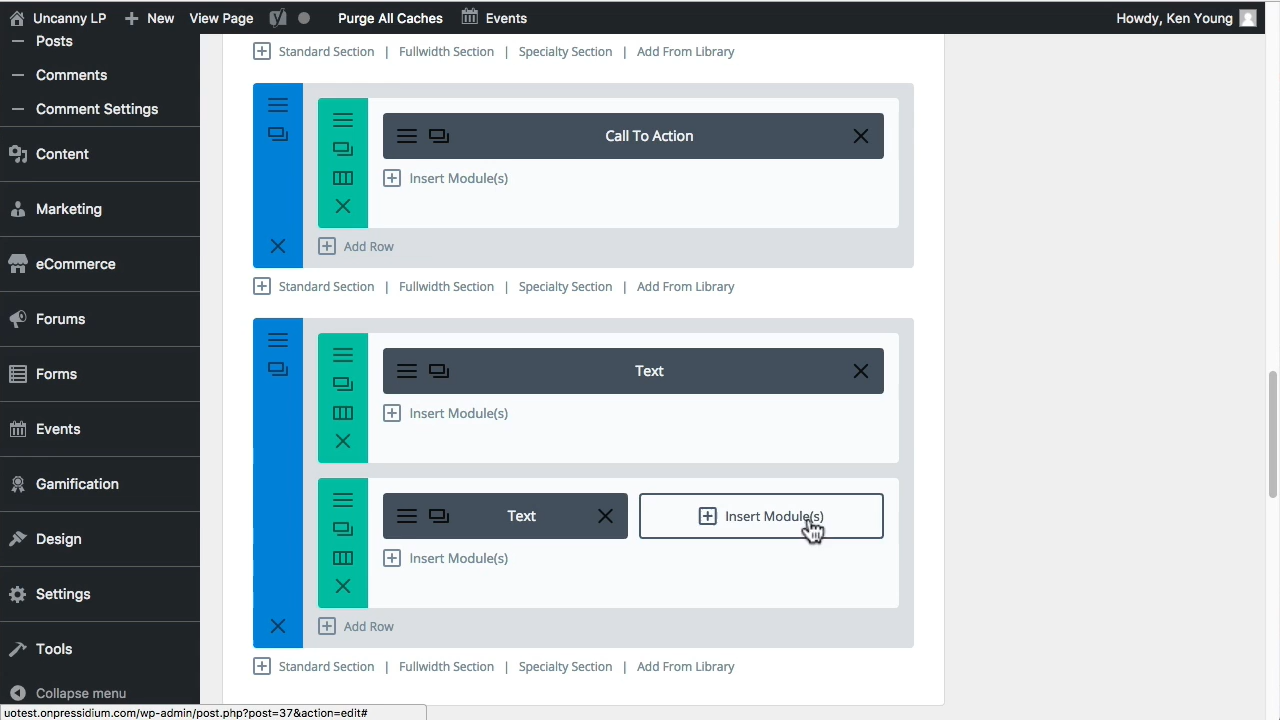 Uncanny LP New View Page Purge All Caches Events Howdy, Ken Young
Posts
Comments
Comment Settings
Content
Marketing
eCommerce
Forums
Forms
Events
Gamification
Design
Settings
Tools
Collapse menu
Standard Section | Fullwidth Section | Specialty Section | Add From Library
Call To Action
Insert Module(s)
Add Row
Standard Section | Fullwidth Section | Specialty Section | Add From Library
Text
Insert Module(s)
Text Insert Module(s)
Insert Module(s)
Add Row
Standard Section | Fullwidth Section | Specialty Section | Add From Library
uotest.onpressidium.com/wp-admin/post.php?post=37&action=edit#